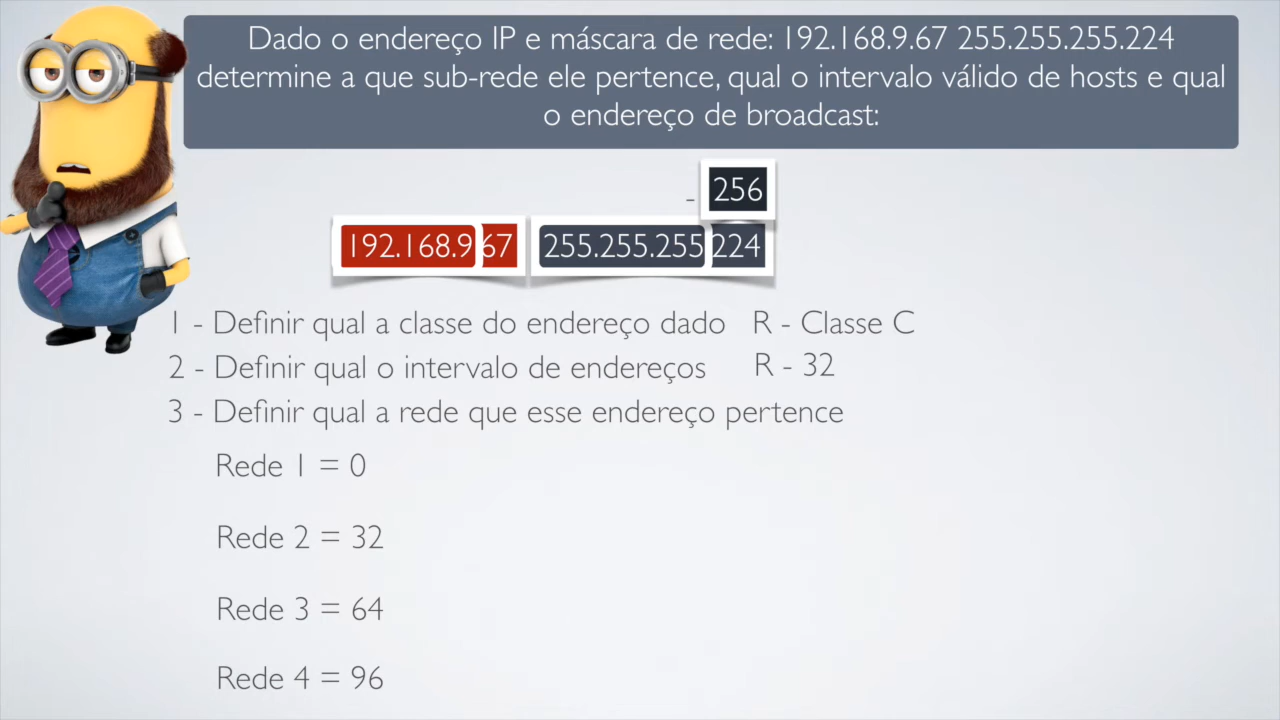 Dado o endereço IP e máscara de rede: 192.168.9.67 255.255.255.224
determine a que sub-rede ele pertence, qual o intervalo válido de hosts e qual
o endereço de broadcast:
- 256
192.168.9 67 255.255.255 224
1 - Definir qual a classe do endereço dado R - Classe C
2 - Definir qual o intervalo de endereços R - 32
3 - Definir qual a rede que esse endereço pertence
Rede 1 = 0
Rede 2 = 32
Rede 3 = 64
Rede 4 = 96